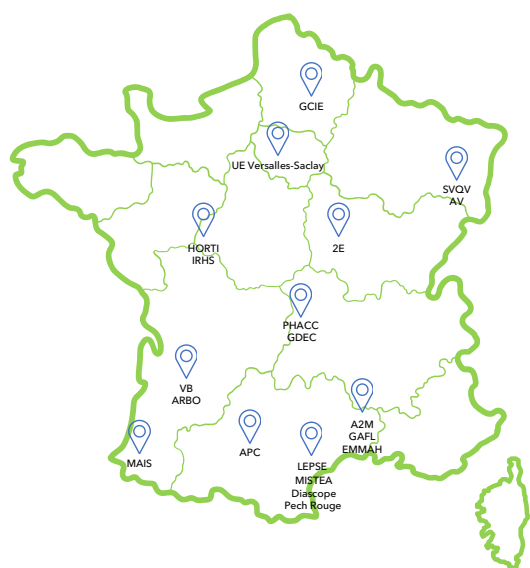 GCIE
UE Versalles-Saclay
SVQV
AV
HORTI
IRHS
2E
PHACC
GDEC
VB
ARBO
A2M
GAFL
EMMAH
APC
MAIS
LEPSE
MISTEA
Diascope
Pech Rouge